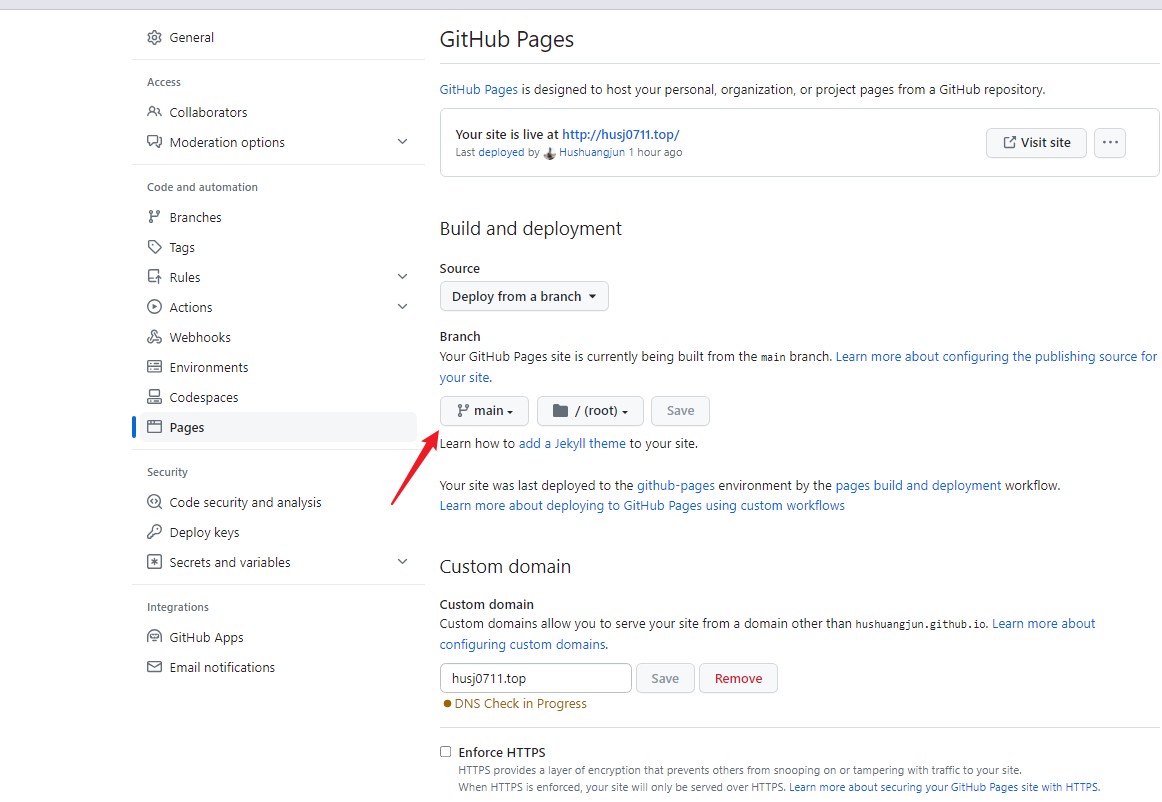 General
Access
Collaborators
Moderation options
Code and automation
Branches
Tags
Rules
Actions
Webhooks
Environments
Codespaces
Pages
Security
Code security and analysis
Deploy keys
Secrets and variables
Integrations
GitHub Apps
Email notifications
GitHub Pages
GitHub Pages is designed to host your personal, organization, or project pages from a GitHub repository.
Your site is live at http://husj0711.top/
Last deployed by Hushuangjun 1 hour ago
Visit site
Build and deployment
Source
Deploy from a branch
Branch
Your GitHub Pages site is currently being built from the main branch. Learn more about configuring the publishing source for
your site.
main
/ (root)
Save
Learn how to add a Jekyll theme to your site.
Your site was last deployed to the github-pages environment by the pages build and deployment workflow.
Learn more about deploying to GitHub Pages using custom workflows
Custom domain
Custom domain
Custom domains allow you to serve your site from a domain other than hushuangjun.github.io. Learn more about
configuring custom domains.
husj0711.top
Save
Remove
DNS Check in Progress
Enforce HTTPS
HTTPS provides a layer of encryption that prevents others from snooping on or tampering with traffic to your site.
When HTTPS is enforced, your site will only be served over HTTPS. Learn more about securing your GitHub Pages site with HTTPS.